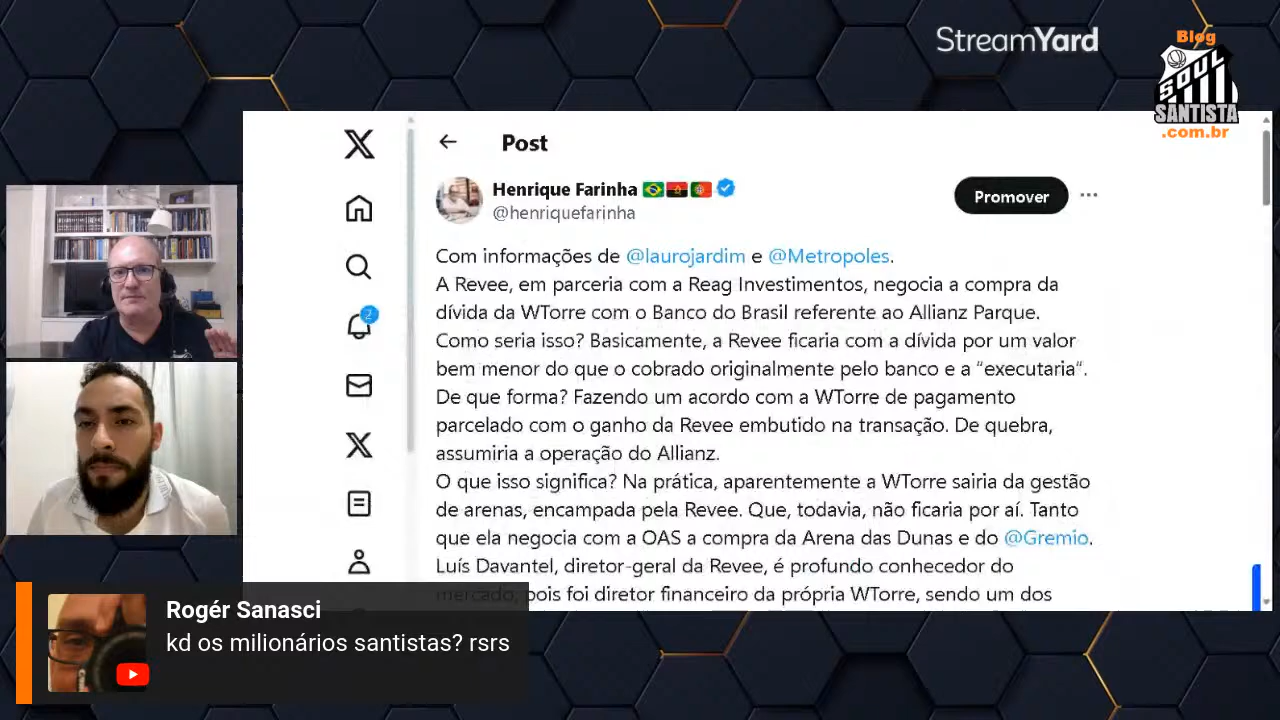 StreamYard
Blog
SOUL
SANTISTA
.com.br
Post
Henrique Farinha
@henriquefarinha
Promover
Com informações de @laurojardim e @Metropoles.
A Revee, em parceria com a Reag Investimentos, negocia a compra da
dívida da WTorre com o Banco do Brasil referente ao Allianz Parque.
Como seria isso? Basicamente, a Revee ficaria com a dívida por um valor
bem menor do que o cobrado originalmente pelo banco e a “executaria“.
De que forma? Fazendo um acordo com a WTorre de pagamento
parcelado com o ganho da Revee embutido na transação. De quebra,
assumiria a operação do Allianz.
O que isso significa? Na prática, aparentemente a WTorre sairia da gestão
de arenas, encampada pela Revee. Que, todavia, não ficaria por aí. Tanto
que ela negocia com a OAS a compra da Arena das Dunas e do @Gremio.
Luís Davantel, diretor-geral da Revee, é profundo conhecedor do
mercado, pois foi diretor financeiro da própria WTorre, sendo um dos
2
Rogér Sanasci
kd os milionários santistas? rsrs